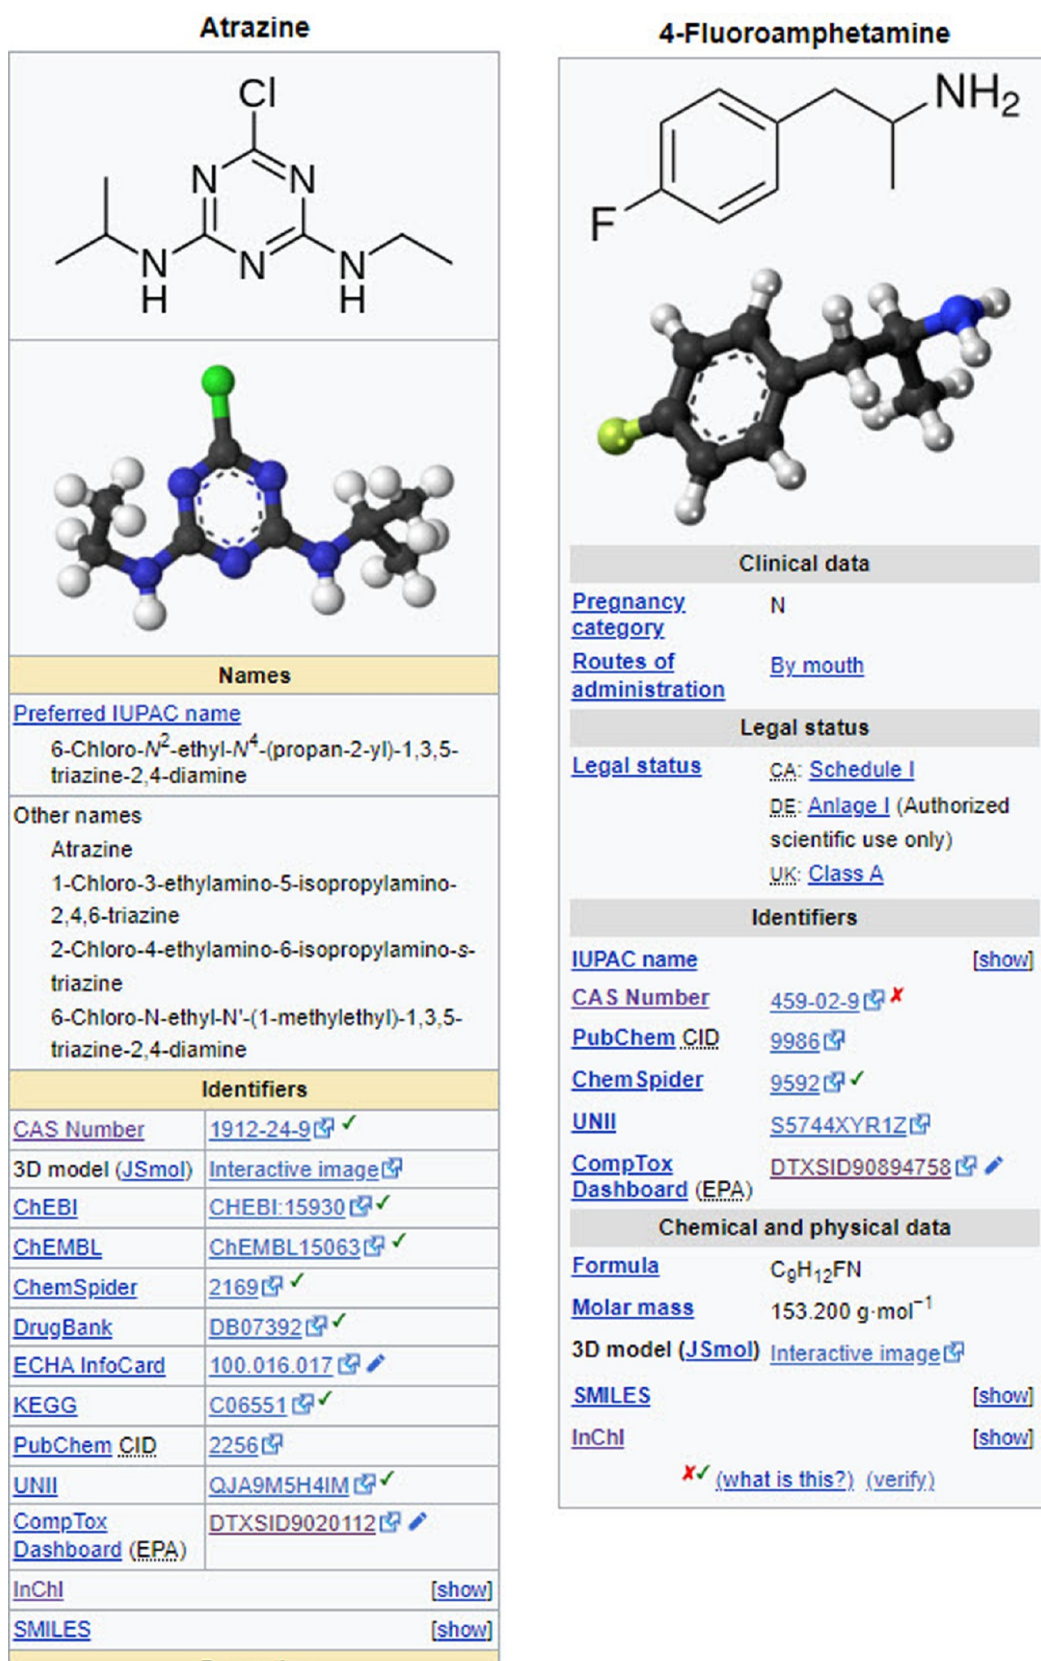 Atrazine
Cl
N
N
N
N
H
N
H
Names
Preferred IUPAC name
6-Chloro-N2-ethyl-N4-(propan-2-yl)-1,3,5-
triazine-2,4-diamine
Other names
Atrazine
1-Chloro-3-ethylamino-5-isopropylamino-
2,4,6-triazine
2-Chloro-4-ethylamino-6-isopropylamino-s-
triazine
6-Chloro-N-ethyl-N'-(1-methylethyl)-1,3,5-
triazine-2,4-diamine
Identifiers
CAS Number 1912-24-9 ✓
3D model (JSmol) Interactive image
ChEBI CHEBI:15930 ✓
ChEMBL ChEMBL15063 ✓
ChemSpider 2169 ✓
DrugBank DB07392 ✓
ECHA InfoCard 100.016.017
KEGG C06551 ✓
PubChem CID 2256
UNII QJA9M5H4IM ✓
CompTox
Dashboard (EPA) DTXSID9020112
InChI [show]
SMILES [show]
4-Fluoroamphetamine
NH2
F
Clinical data
Pregnancy
category N
Routes of
administration By mouth
Legal status
Legal status CA: Schedule I
DE: Anlage I (Authorized
scientific use only)
UK: Class A
Identifiers
IUPAC name [show]
CAS Number 459-02-9 ✗
PubChem CID 9986
ChemSpider 9592 ✓
UNII S5744XYR1Z
CompTox
Dashboard (EPA) DTXSID90894758
Chemical and physical data
Formula C9H12FN
Molar mass 153.200 g·mol−1
3D model (JSmol) Interactive image
SMILES [show]
InChI [show]
✗✓ (what is this?) (verify)